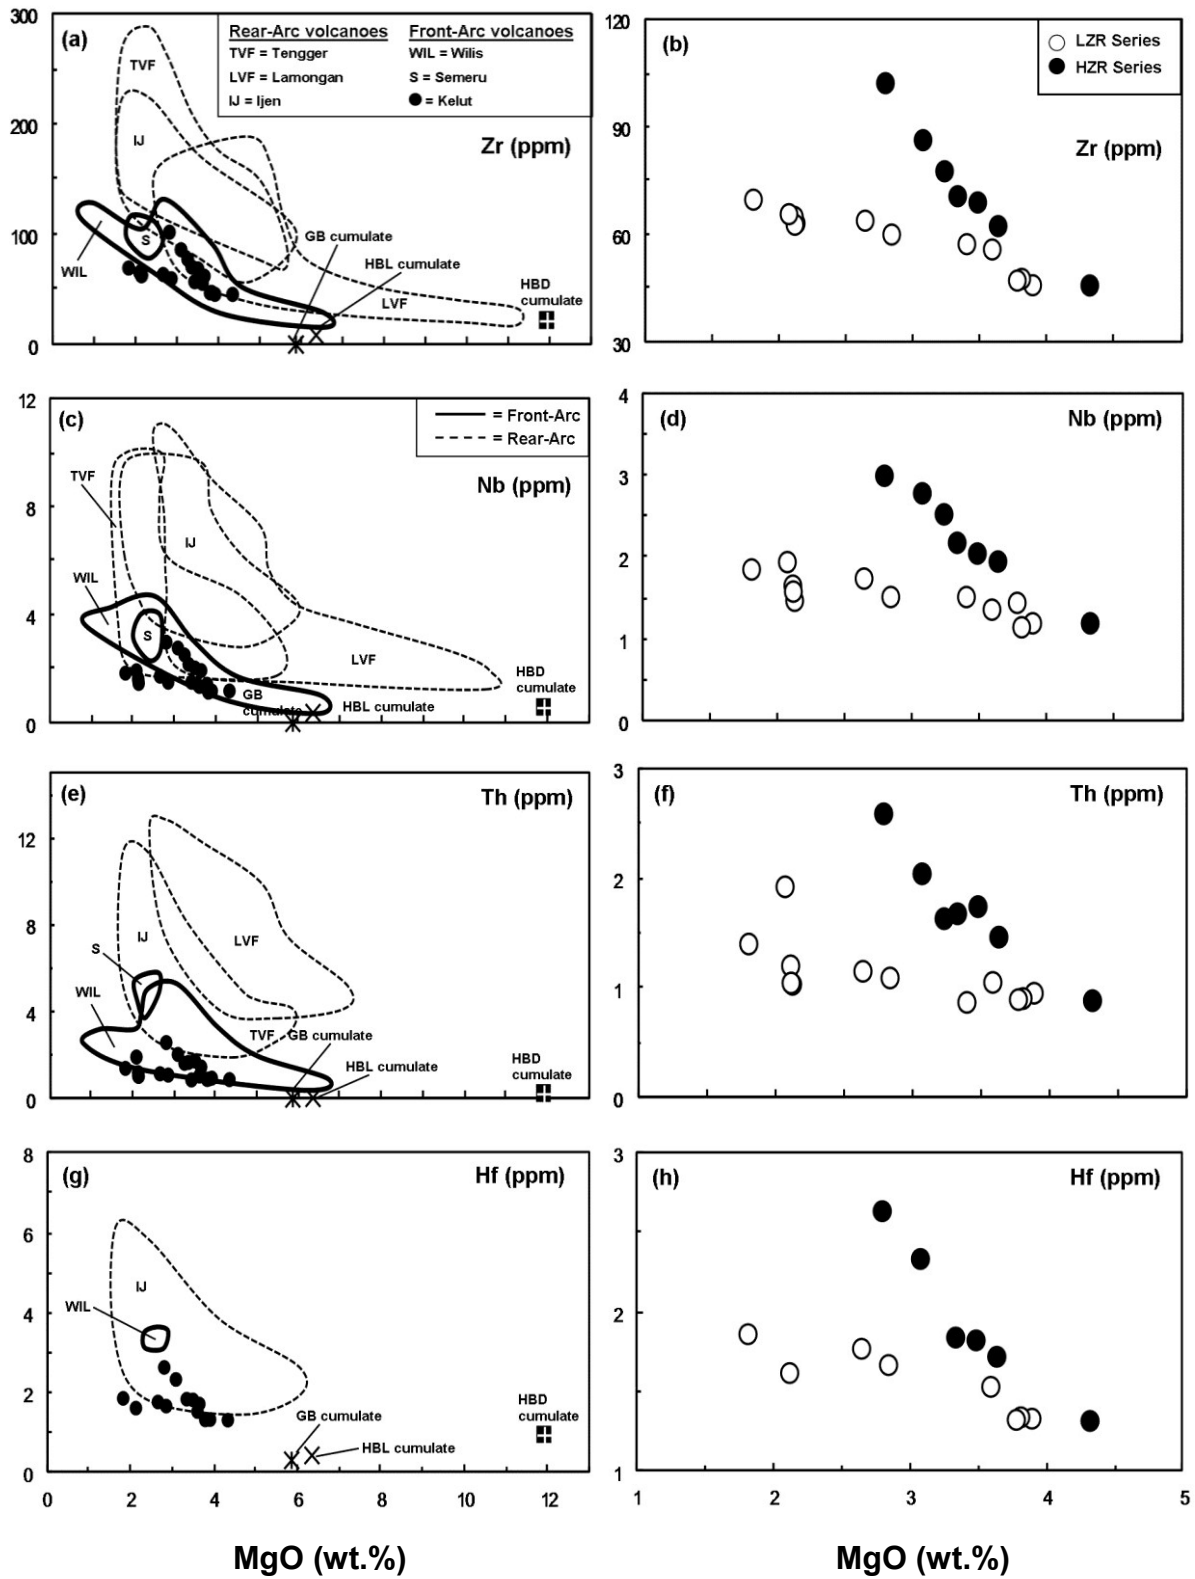 (a)
Rear-Arc volcanoes Front-Arc volcanoes
TVF = Tengger WIL = Wilis
LVF = Lamongan S = Semeru
IJ = Ijen = Kelut
Zr (ppm)
300
200
100
0
TVF
IJ
S
WIL
GB cumulate
HBL cumulate
LVF
HBD
cumulate
(b)
LZR Series
HZR Series
Zr (ppm)
120
90
60
30
(c)
= Front-Arc
= Rear-Arc
Nb (ppm)
12
8
4
0
TVF
WIL
IJ
S
LVF
GB
cumulate
HBL cumulate
HBD
cumulate
(d)
Nb (ppm)
4
3
2
1
0
(e)
Th (ppm)
12
8
4
0
S
IJ
LVF
WIL
TVF
GB cumulate
HBL cumulate
HBD
cumulate
(f)
Th (ppm)
3
2
1
0
(g)
Hf (ppm)
8
6
4
2
0
IJ
WIL
GB cumulate
HBL cumulate
HBD
cumulate
0 2 4 6 8 10 12
MgO (wt.%)
(h)
Hf (ppm)
3
2
1
1 2 3 4 5
MgO (wt.%)